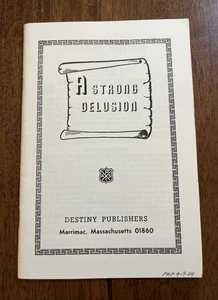 A STRONG
DELUSION
DESTINY PUBLISHERS
Merrimac, Massachusetts 01860